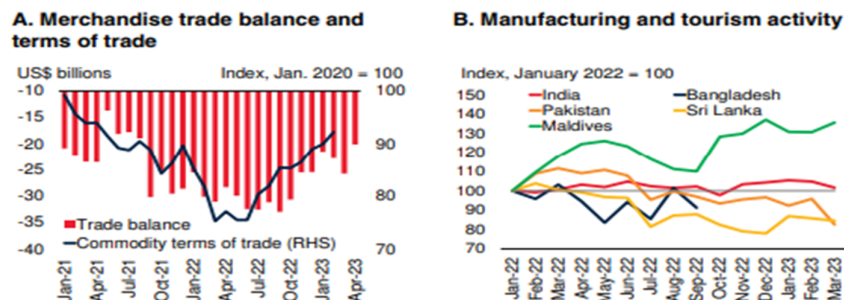 A. Merchandise trade balance and
terms of trade
US$ billions
Index, Jan. 2020 = 100
-10
-15
-20
-25
-30
-35
-40
100
90
80
70
Trade balance
Commodity terms of trade (RHS)
Jan-21
Apr-21
Jul-21
Oct-21
Jan-22
Apr-22
Jul-22
Oct-22
Jan-23
Apr-23
B. Manufacturing and tourism activity
Index, January 2022 = 100
150
140
130
120
110
100
90
80
70
India
Bangladesh
Pakistan
Sri Lanka
Maldives
Jan-22
Feb-22
Mar-22
Apr-22
May-22
Jun-22
Jul-22
Aug-22
Sep-22
Oct-22
Nov-22
Dec-22
Jan-23
Feb-23
Mar-23